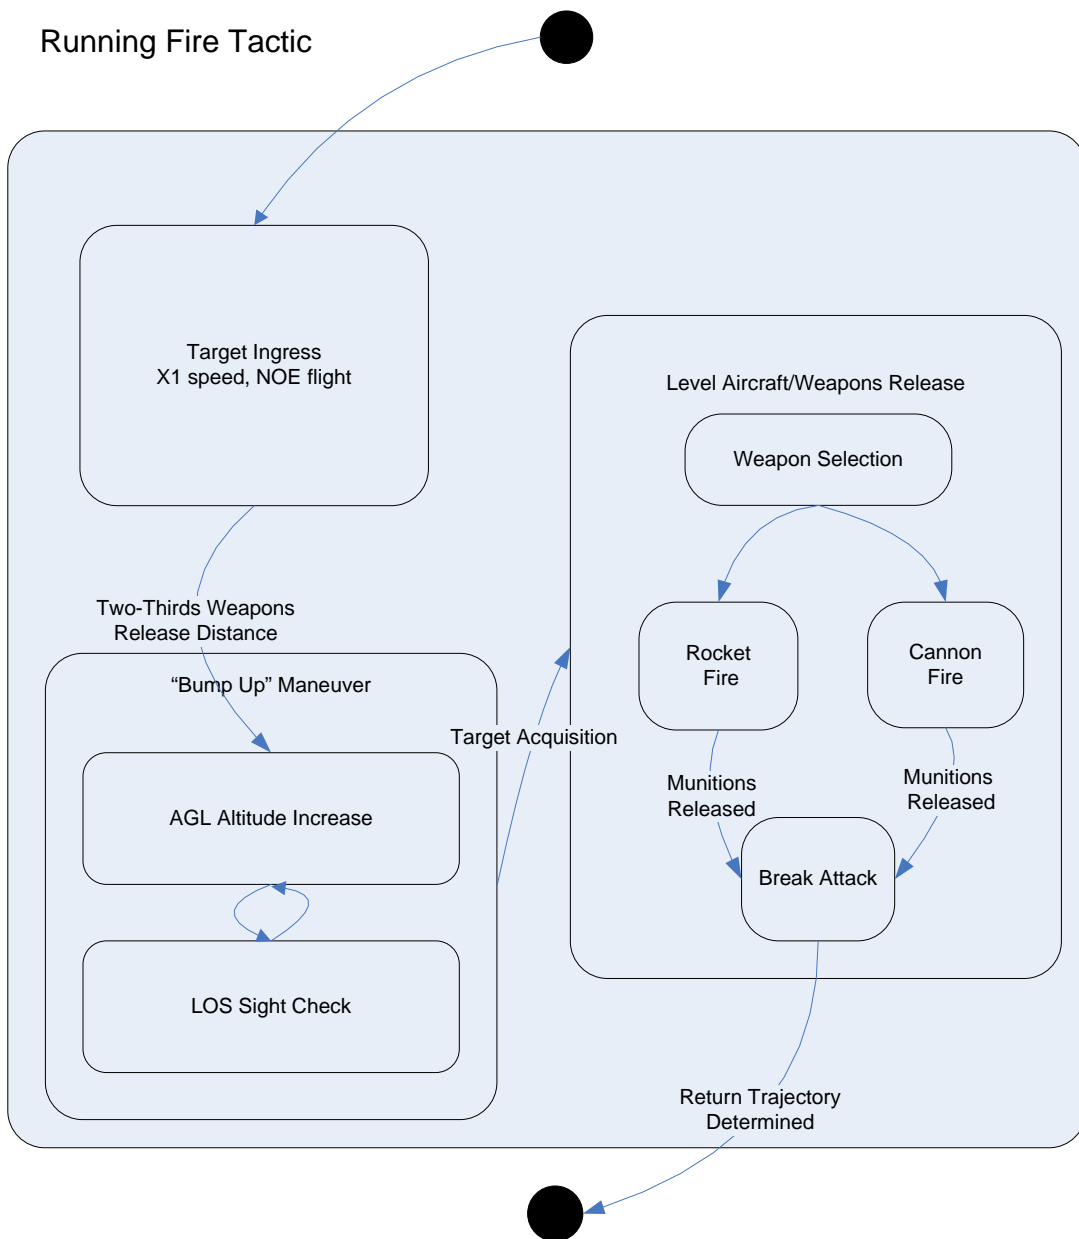 Running Fire Tactic
Target Ingress
X1 speed, NOE flight
Two-Thirds Weapons
Release Distance
“Bump Up” Maneuver
AGL Altitude Increase
LOS Sight Check
Target Acquisition
Level Aircraft/Weapons Release
Weapon Selection
Rocket
Fire
Cannon
Fire
Munitions
Released
Munitions
Released
Break Attack
Return Trajectory
Determined